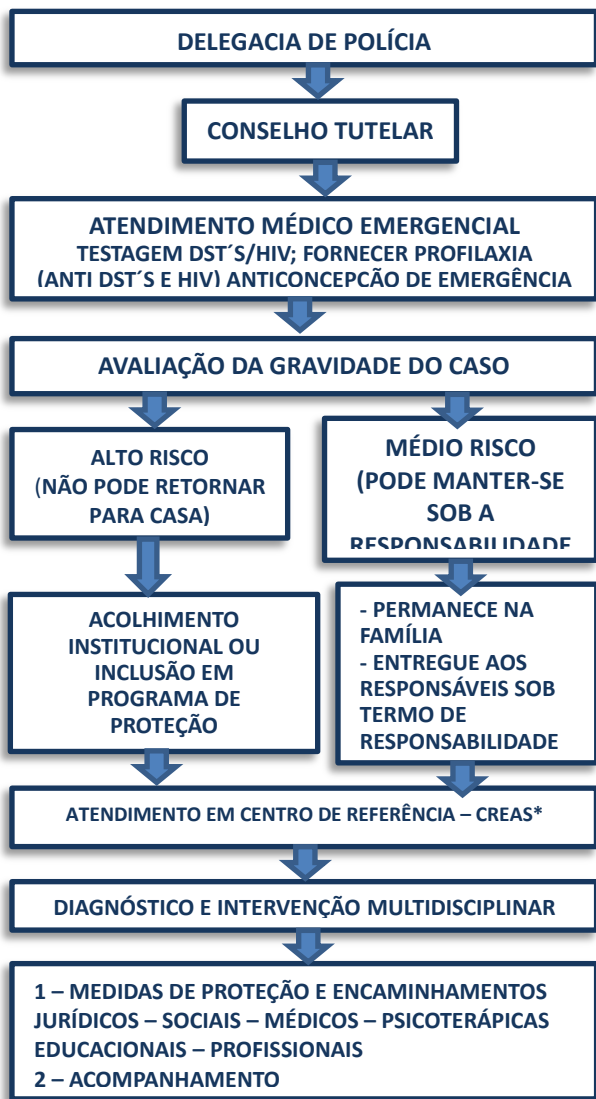 DELEGACIA DE POLÍCIA
CONSELHO TUTELAR
ATENDIMENTO MÉDICO EMERGENCIAL
TESTAGEM DST´S/HIV; FORNECER PROFILAXIA
(ANTI DST´S E HIV) ANTICONCEPCÃO DE EMERGÊNCIA
AVALIAÇÃO DA GRAVIDADE DO CASO
ALTO RISCO
(NÃO PODE RETORNAR
PARA CASA)
MÉDIO RISCO
(PODE MANTER-SE
SOB A
RESPONSABILIDADE
ACOLHIMENTO
INSTITUCIONAL OU
INCLUSÃO EM
PROGRAMA DE
PROTEÇÃO
- PERMANECE NA
FAMÍLIA
- ENTREGUE AOS
RESPONSÁVEIS SOB
TERMO DE
RESPONSABILIDADE
ATENDIMENTO EM CENTRO DE REFERÊNCIA – CREAS*
DIAGNÓSTICO E INTERVENÇÃO MULTIDISCIPLINAR
1 – MEDIDAS DE PROTEÇÃO E ENCAMINHAMENTOS
JURÍDICOS – SOCIAIS – MÉDICOS – PSICOTERÁPICAS
EDUCACIONAIS – PROFISSIONAIS
2 – ACOMPANHAMENTO